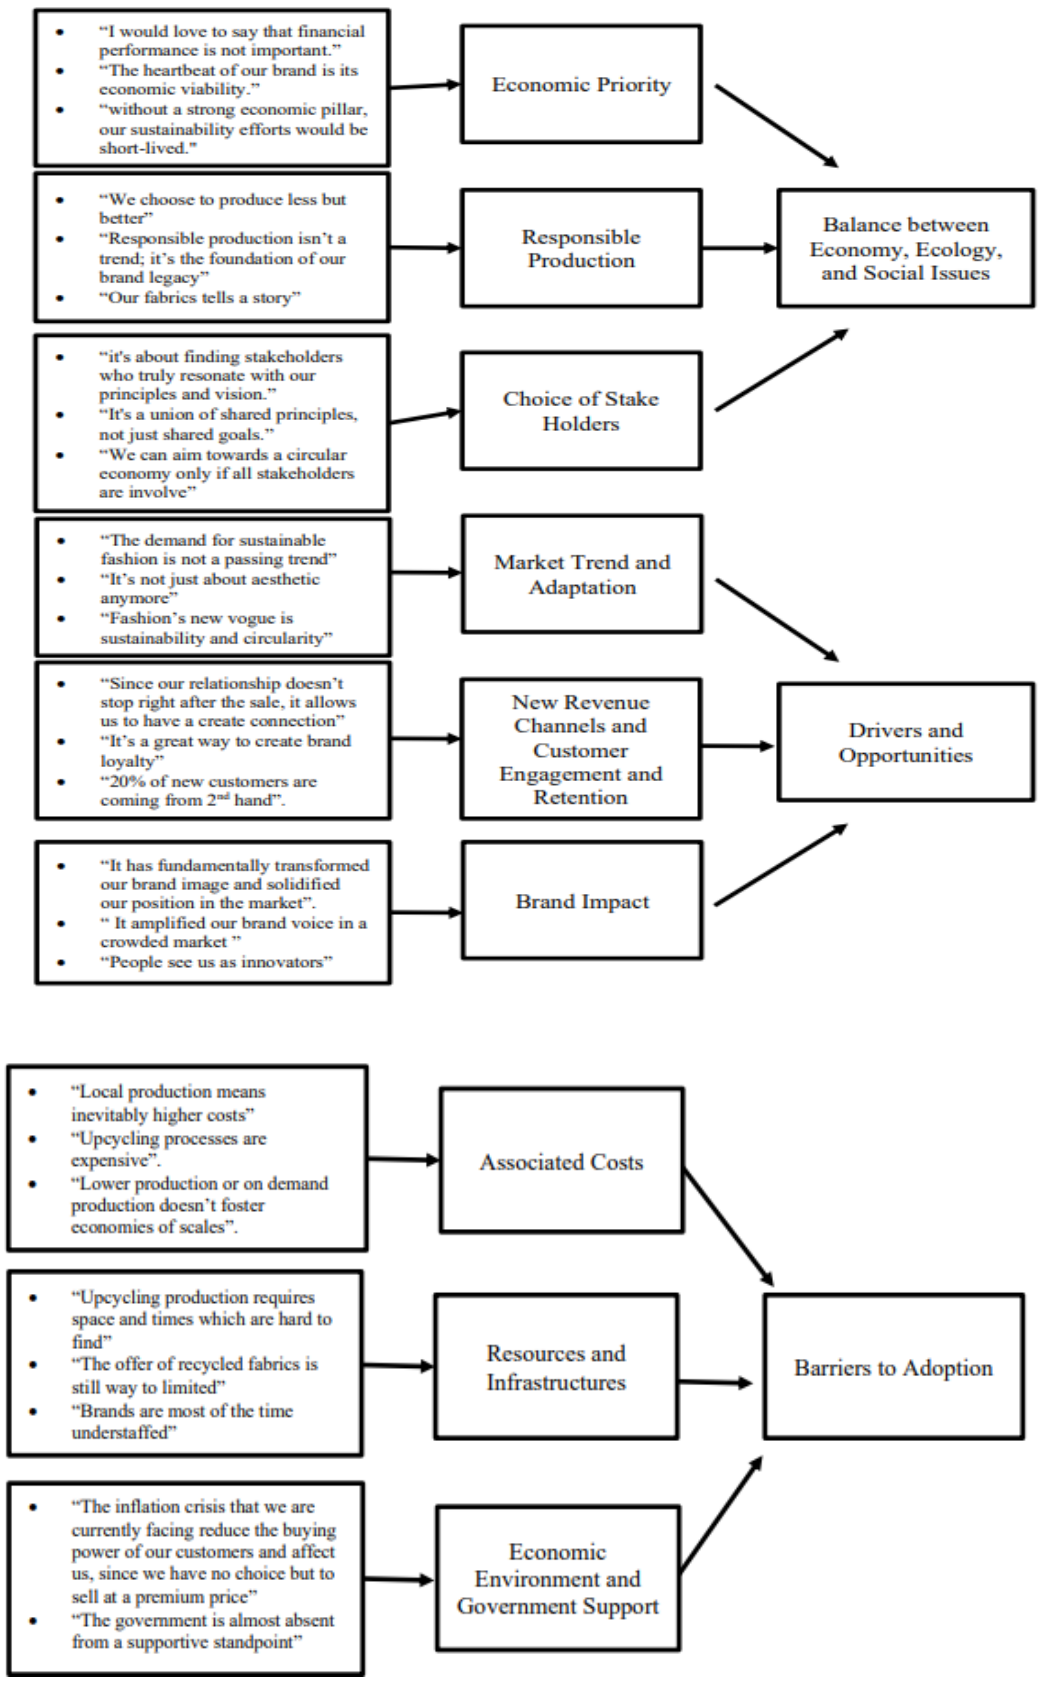 • “I would love to say that financial
performance is not important.”
• “The heartbeat of our brand is its
economic viability.”
• “without a strong economic pillar,
our sustainability efforts would be
short-lived."
Economic Priority
• “We choose to produce less but
better”
• “Responsible production isn’t a
trend; it’s the foundation of our
brand legacy”
• “Our fabrics tells a story”
Responsible
Production
Balance between
Economy, Ecology,
and Social Issues
• “it's about finding stakeholders
who truly resonate with our
principles and vision.”
• “It's a union of shared principles,
not just shared goals.”
• “We can aim towards a circular
economy only if all stakeholders
are involve”
Choice of Stake
Holders
• “The demand for sustainable
fashion is not a passing trend”
• “It’s not just about aesthetic
anymore”
• “Fashion’s new vogue is
sustainability and circularity”
Market Trend and
Adaptation
• “Since our relationship doesn’t
stop right after the sale, it allows
us to have a create connection”
• “It’s a great way to create brand
loyalty”
• “20% of new customers are
coming from 2nd hand”.
New Revenue
Channels and
Customer
Engagement and
Retention
Drivers and
Opportunities
• “It has fundamentally transformed
our brand image and solidified
our position in the market”.
• “ It amplified our brand voice in a
crowded market ”
• “People see us as innovators”
Brand Impact
• “Local production means
inevitably higher costs”
• “Upcycling processes are
expensive”.
• “Lower production or on demand
production doesn’t foster
economies of scales”.
Associated Costs
• “Upcycling production requires
space and times which are hard to
find”
• “The offer of recycled fabrics is
still way to limited”
• “Brands are most of the time
understaffed”
Resources and
Infrastructures
Barriers to Adoption
• “The inflation crisis that we are
currently facing reduce the buying
power of our customers and affect
us, since we have no choice but to
sell at a premium price”
• “The government is almost absent
from a supportive standpoint”
Economic
Environment and
Government Support